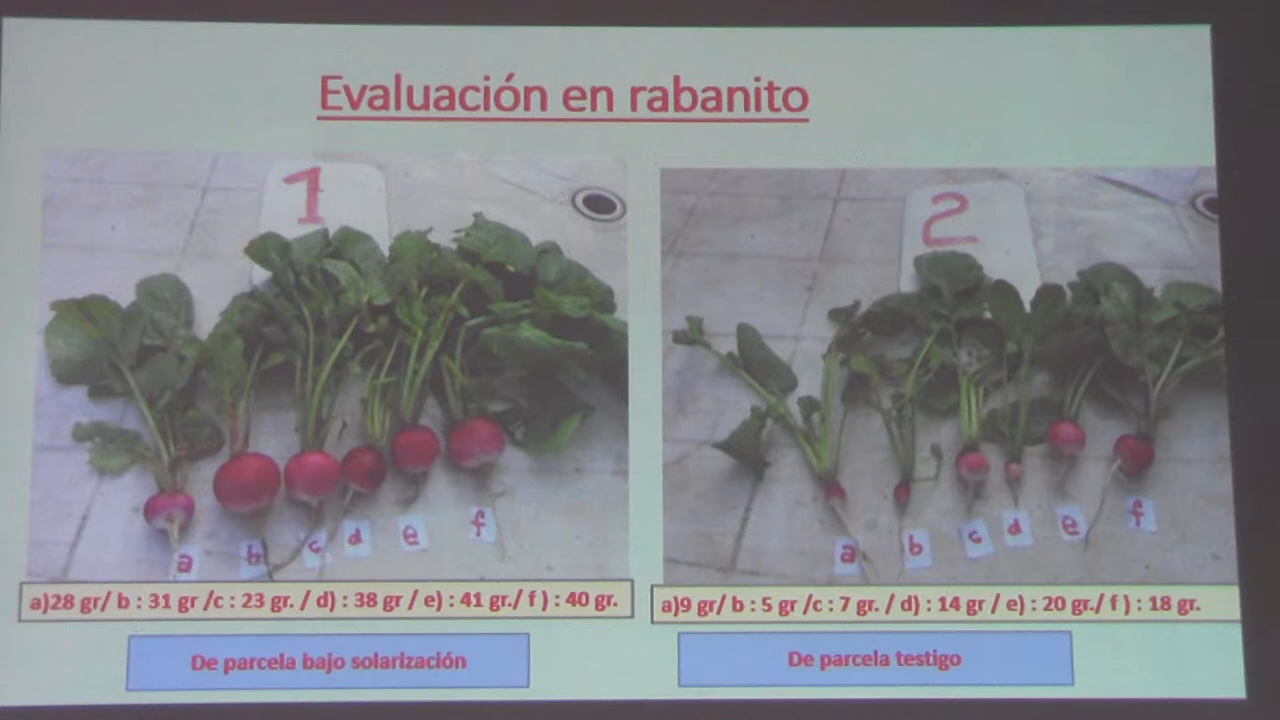 Evaluación en rabanito
1
2
a
b
c
d
e
f
a
b
c
d
e
f
a)28 gr/ b : 31 gr /c : 23 gr. / d) : 38 gr / e) : 41 gr./ f ) : 40 gr.
a)9 gr/ b : 5 gr /c : 7 gr. / d) : 14 gr / e) : 20 gr./ f ) : 18 gr.
De parcela bajo solarización
De parcela testigo